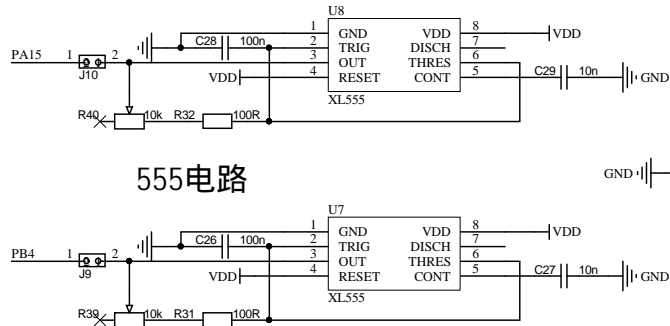 U8
1 GND VDD 8 VDD
C28 100n 2 TRIG DISCH 7
PA15 1 2 3 OUT THRES 6
J10 VDD 4 RESET CONT 5 C29 10n GND
XL555
R40 10k R32 100R
555电路
GND
U7
1 GND VDD 8 VDD
C26 100n 2 TRIG DISCH 7
PB4 1 2 3 OUT THRES 6
J9 VDD 4 RESET CONT 5 C27 10n GND
XL555
R39 10k R31 100R